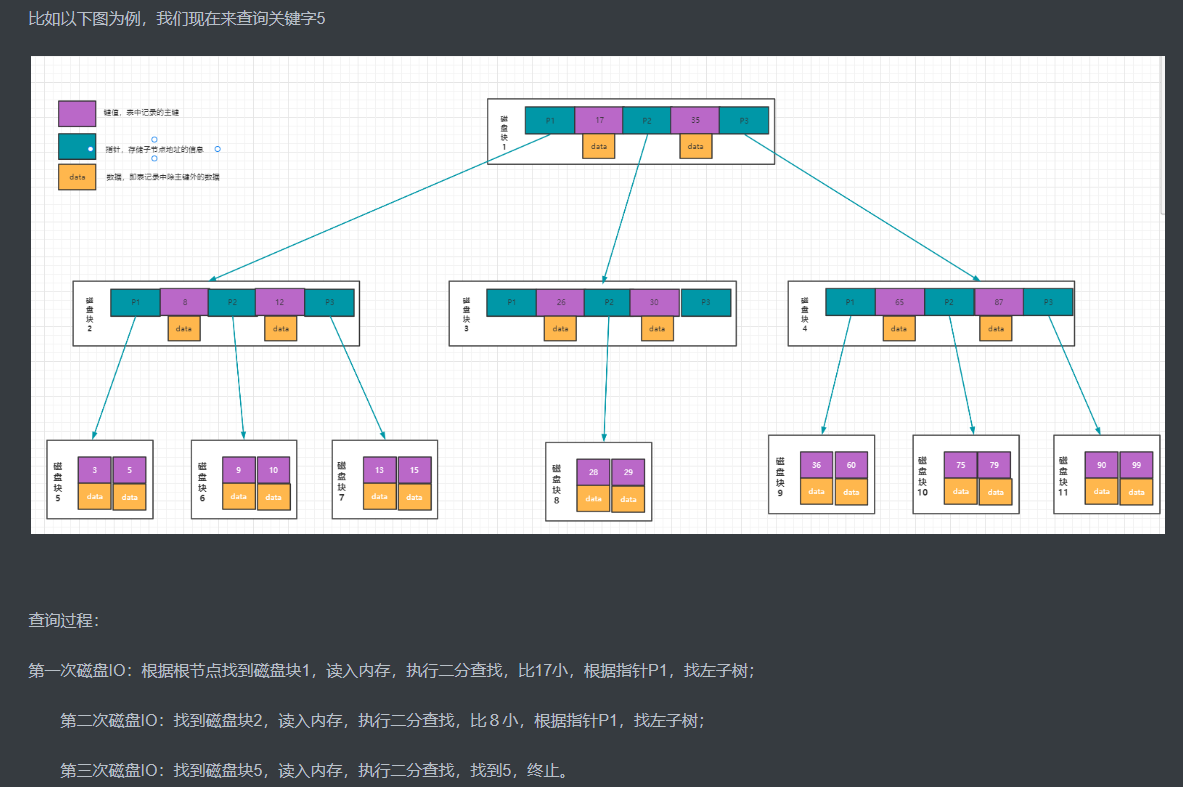 比如以下图为例，我们现在来查询关键字5
键值，表中记录的主键
指针，存储子节点地址的信息
data 数据，即表记录中除主键外的数据
磁盘块1 P1 17 P2 35 P3
data data
磁盘块2 P1 8 P2 12 P3
data data
磁盘块3 P1 26 P2 30 P3
data data
磁盘块4 P1 65 P2 87 P3
data data
磁盘块5 3 5
data data
磁盘块6 9 10
data data
磁盘块7 13 15
data data
磁盘块8 28 29
data data
磁盘块9 36 60
data data
磁盘块10 75 79
data data
磁盘块11 90 99
data data
查询过程：
第一次磁盘IO：根据根节点找到磁盘块1，读入内存，执行二分查找，比17小，根据指针P1，找左子树；
第二次磁盘IO：找到磁盘块2，读入内存，执行二分查找，比８小，根据指针P1，找左子树；
第三次磁盘IO：找到磁盘块5，读入内存，执行二分查找，找到5，终止。